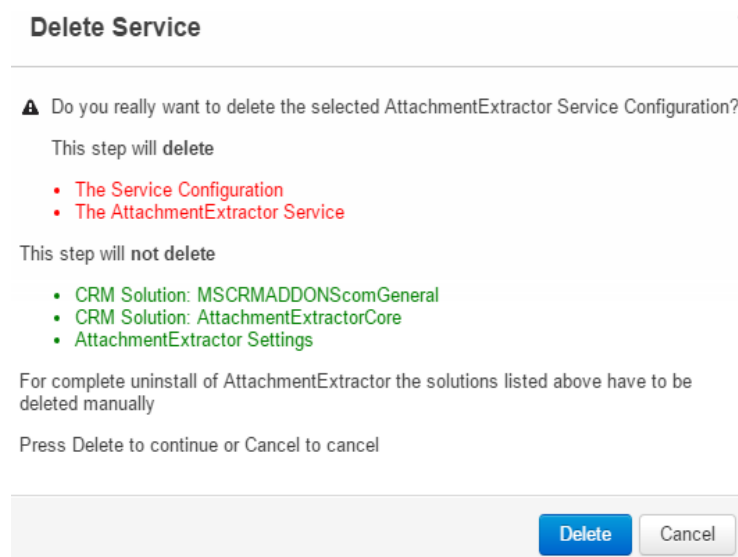 Delete Service
Do you really want to delete the selected AttachmentExtractor Service Configuration?
This step will delete
• The Service Configuration
• The AttachmentExtractor Service
This step will not delete
• CRM Solution: MSCRMADDONScomGeneral
• CRM Solution: AttachmentExtractorCore
• AttachmentExtractor Settings
For complete uninstall of AttachmentExtractor the solutions listed above have to be
deleted manually
Press Delete to continue or Cancel to cancel
Delete Cancel